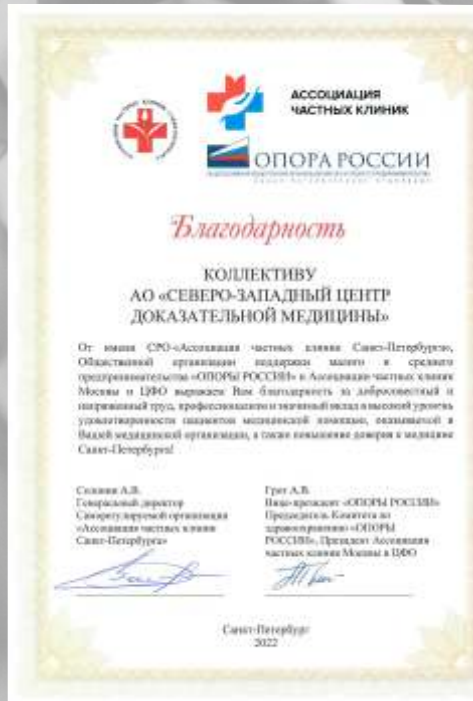 АССОЦИАЦИЯ
ЧАСТНЫХ КЛИНИК
ОПОРА РОССИИ
Благодарность
КОЛЛЕКТИВУ
АО «СЕВЕРО-ЗАПАДНЫЙ ЦЕНТР
ДОКАЗАТЕЛЬНОЙ МЕДИЦИНЫ»
От имени СРО «Ассоциация частных клиник Санкт-Петербурга»,
Общественной организации поддержки малого и среднего
предпринимательства «ОПОРЫ РОССИИ» и Ассоциации частных клиник
Москвы и ЦФО выражаем Вам благодарность за добросовестный и
напряженный труд, профессионализм и значимый вклад в высокий уровень
удовлетворенности пациентов медицинской помощью, оказываемой в
Вашей медицинской организации, а также повышение доверия к медицине
Санкт-Петербурга!
Солонин А.В.
Генеральный директор
Саморегулируемой организации
«Ассоциация частных клиник
Санкт-Петербурга»
Грот А.В.
Вице-президент «ОПОРЫ РОССИИ»
Председатель Комитета по
здравоохранению «ОПОРЫ
РОССИИ», Президент Ассоциации
частных клиник Москвы и ЦФО
Санкт-Петербург
2022